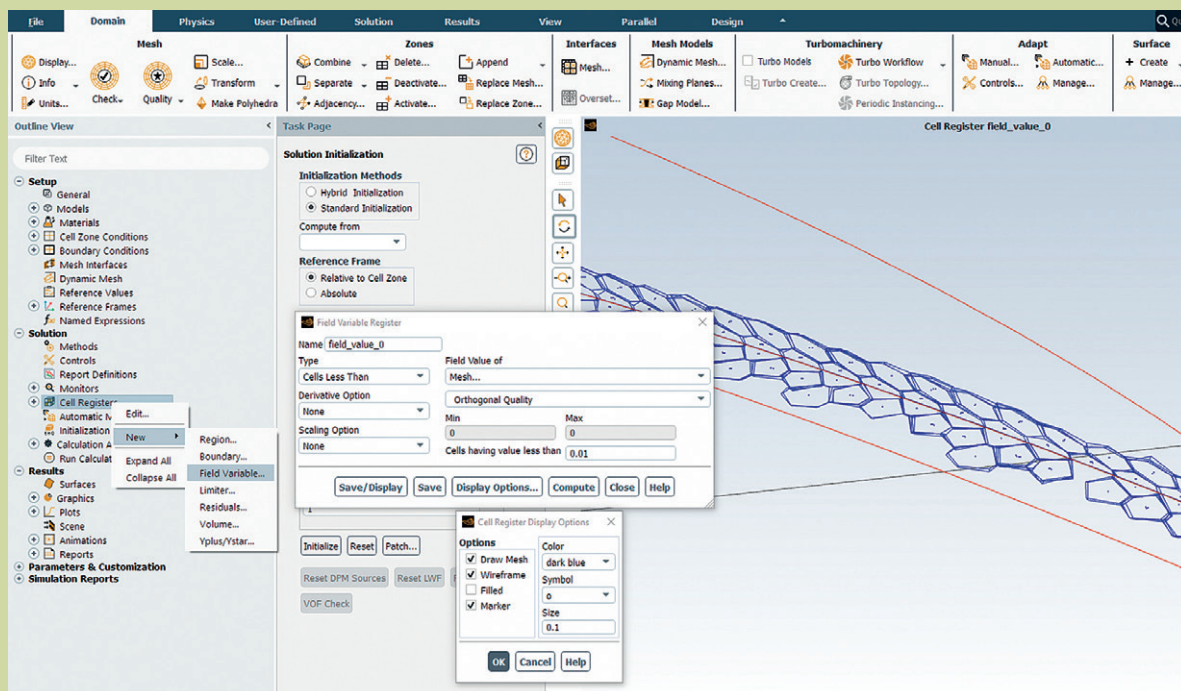 File Domain Physics User-Defined Solution Results View Parallel Design
Mesh
Display...
Info
Units...
Check
Quality
Scale...
Transform
Make Polyhedra
Zones
Combine
Separate
Adjacency...
Delete...
Deactivate...
Activate...
Append
Replace Mesh...
Replace Zone...
Interfaces
Mesh...
Overset...
Mesh Models
Dynamic Mesh...
Mixing Planes...
Gap Model...
Turbomachinery
Turbo Models
Turbo Create...
Turbo Workflow
Turbo Topology...
Periodic Instancing...
Adapt
Manual...
Controls...
Automatic...
Manage...
Surface
+ Create
Manage...
Outline View
Filter Text
Setup
General
Models
Materials
Cell Zone Conditions
Boundary Conditions
Mesh Interfaces
Dynamic Mesh
Reference Values
Reference Frames
Named Expressions
Solution
Methods
Controls
Report Definitions
Monitors
Cell Registers
Automatic M
Initialization
Calculation A
Run Calculat
Results
Surfaces
Graphics
Plots
Scene
Animations
Reports
Parameters & Customization
Simulation Reports
Edit...
New
Expand All
Collapse All
Region...
Boundary...
Field Variable...
Limiter...
Residuals...
Volume...
Yplus/Ystar...
Task Page
Solution Initialization
Initialization Methods
Hybrid Initialization
Standard Initialization
Compute from
Reference Frame
Relative to Cell Zone
Absolute
1
Initialize Reset Patch...
Reset DPM Sources Reset LWF
VOF Check
Field Variable Register
Name field_value_0
Type
Cells Less Than
Derivative Option
None
Scaling Option
None
Field Value of
Mesh...
Orthogonal Quality
Min Max
0 0
Cells having value less than 0.01
Save/Display Save Display Options... Compute Close Help
Cell Register Display Options
Options
Draw Mesh
Wireframe
Filled
Marker
Color
dark blue
Symbol
o
Size
0.1
OK Cancel Help
Cell Register field_value_0